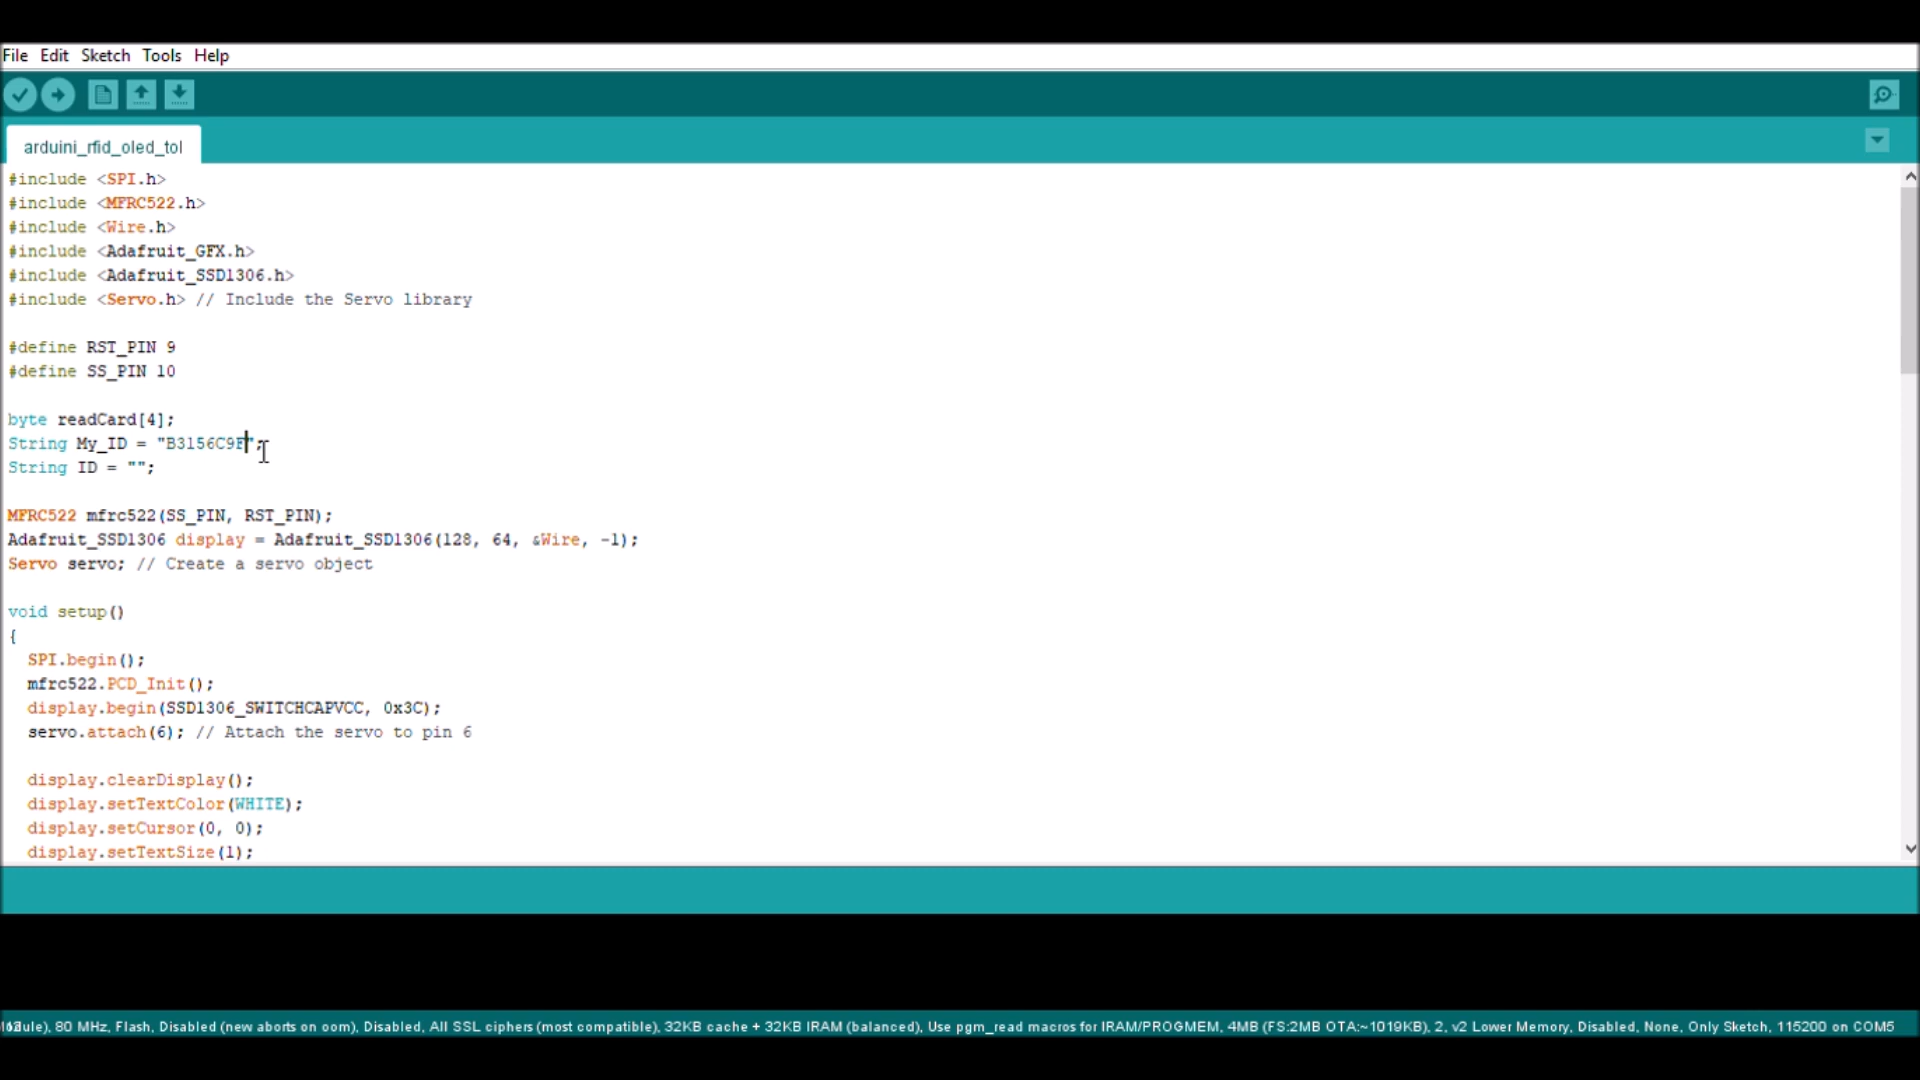 File Edit Sketch Tools Help
arduini_rfid_oled_tol
#include <SPI.h>
#include <MFRC522.h>
#include <Wire.h>
#include <Adafruit_GFX.h>
#include <Adafruit_SSD1306.h>
#include <Servo.h> // Include the Servo library
#define RST_PIN 9
#define SS_PIN 10
byte readCard[4];
String My_ID = "B3156C9F";
String ID = "";
MFRC522 mfrc522(SS_PIN, RST_PIN);
Adafruit_SSD1306 display = Adafruit_SSD1306(128, 64, &Wire, -1);
Servo servo; // Create a servo object
void setup()
{
SPI.begin();
mfrc522.PCD_Init();
display.begin(SSD1306_SWITCHCAPVCC, 0x3C);
servo.attach(6); // Attach the servo to pin 6
display.clearDisplay();
display.setTextColor(WHITE);
display.setCursor(0, 0);
display.setTextSize(1);
80 MHz, Flash, Disabled (new aborts on oom), Disabled, All SSL ciphers (most compatible), 32KB cache + 32KB IRAM (balanced), Use pgm_read macros for IRAM/PROGMEM, 4MB (FS:2MB OTA:~1019KB), 2, v2 Lower Memory, Disabled, None, Only Sketch, 115200 on COM5